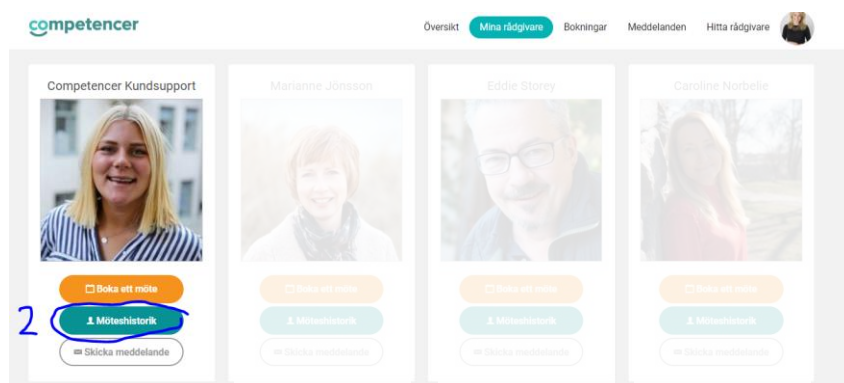 competencer
Översikt Mina rådgivare Bokningar Meddelanden Hitta rådgivare
Competencer Kundsupport Marianne Jönsson Eddie Storey Caroline Norbelie
Boka ett möte Boka ett möte Boka ett möte Boka ett möte
2 Möteshistorik Möteshistorik Möteshistorik Möteshistorik
Skicka meddelande Skicka meddelande Skicka meddelande Skicka meddelande